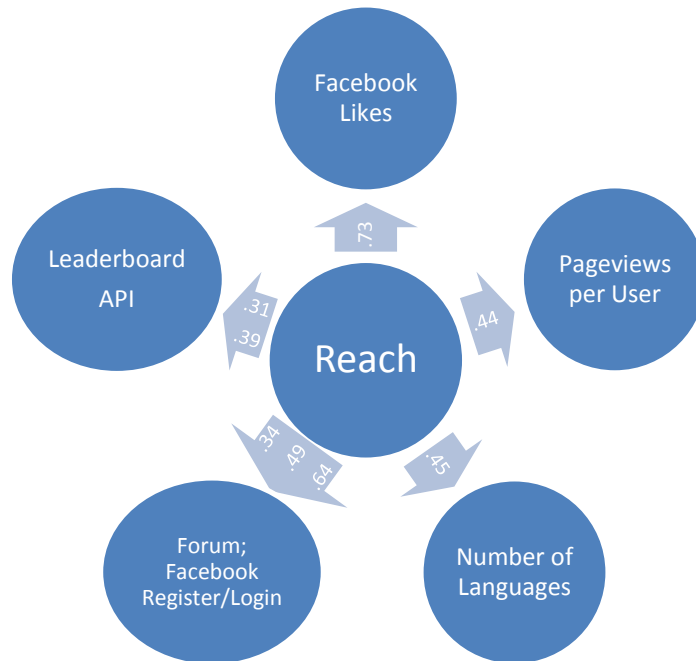 Facebook
Likes
.73
Leaderboard
API
.31
.39
Pageviews
per User
.44
Reach
.34
.49
.64
.45
Forum;
Facebook
Register/Login
Number of
Languages